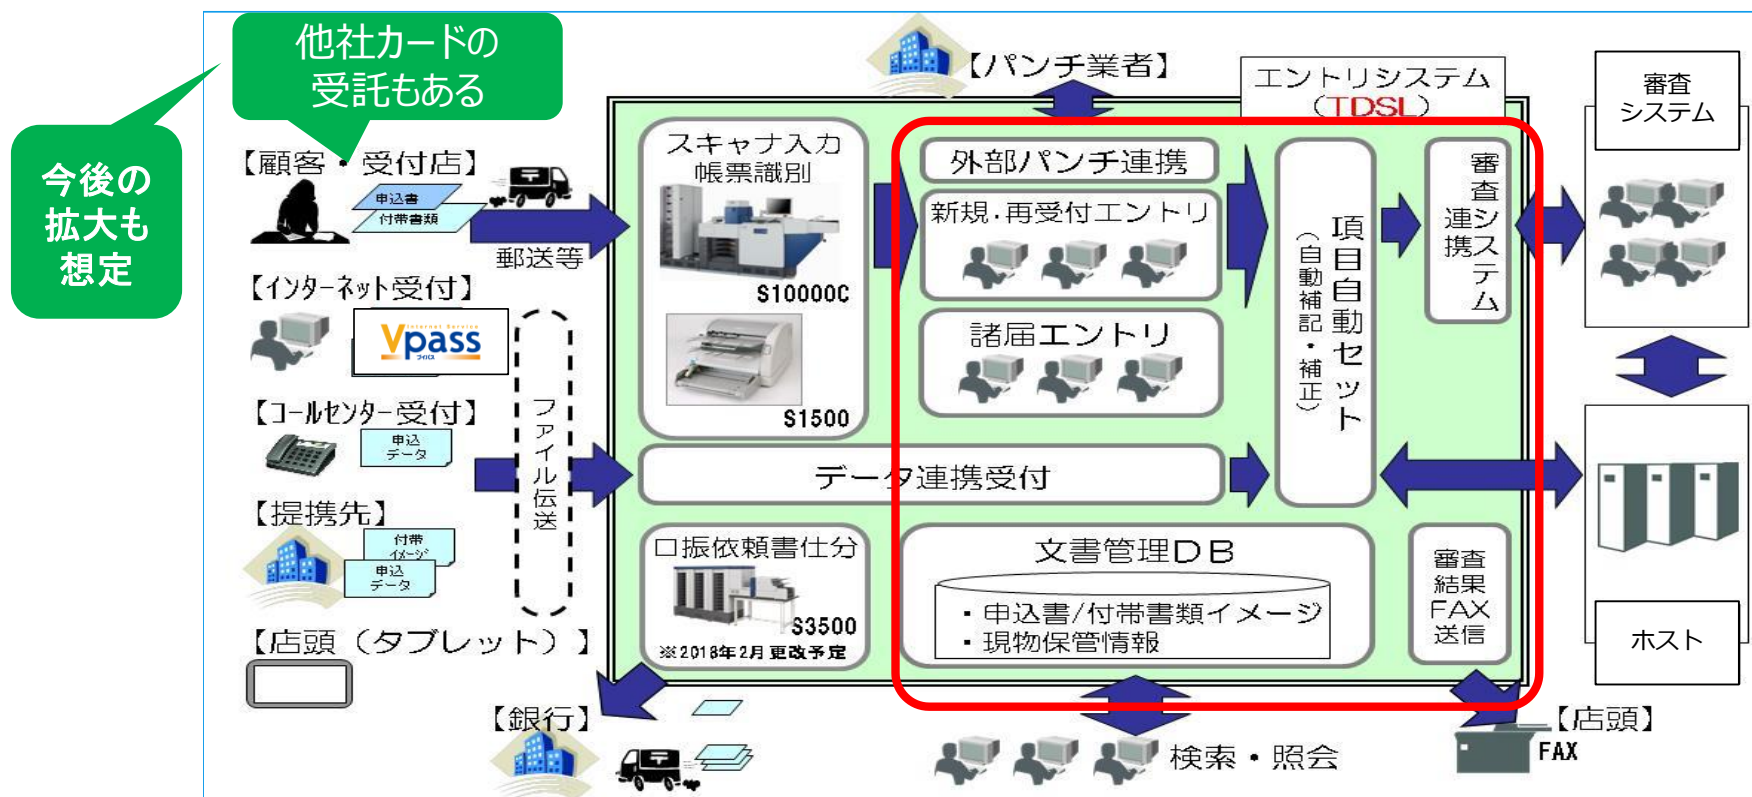 他社カードの
受託もある
今後の
拡大も
想定
【パンチ業者】
エントリシステム
（TDSL）
審査
システム
【顧客・受付店】
申込書
付帯書類
郵送等
スキャナ入力
帳票識別
S10000C
S1500
外部パンチ連携
新規･再受付エントリ
諸届エントリ
項目自動セット
（自動補記・補正）
審査システム
連携
【インターネット受付】
Internet Service
Vpass
ブイパス
【コールセンター受付】
申込
データ
ファイル伝送
データ連携受付
【提携先】
付帯
イメージ
申込
データ
口振依頼書仕分
S3500
※2018年2月更改予定
文書管理DB
・申込書/付帯書類イメージ
・現物保管情報
審査
結果
FAX
送信
ホスト
【店頭（タブレット）】
【銀行】
検索・照会
【店頭】
FAX